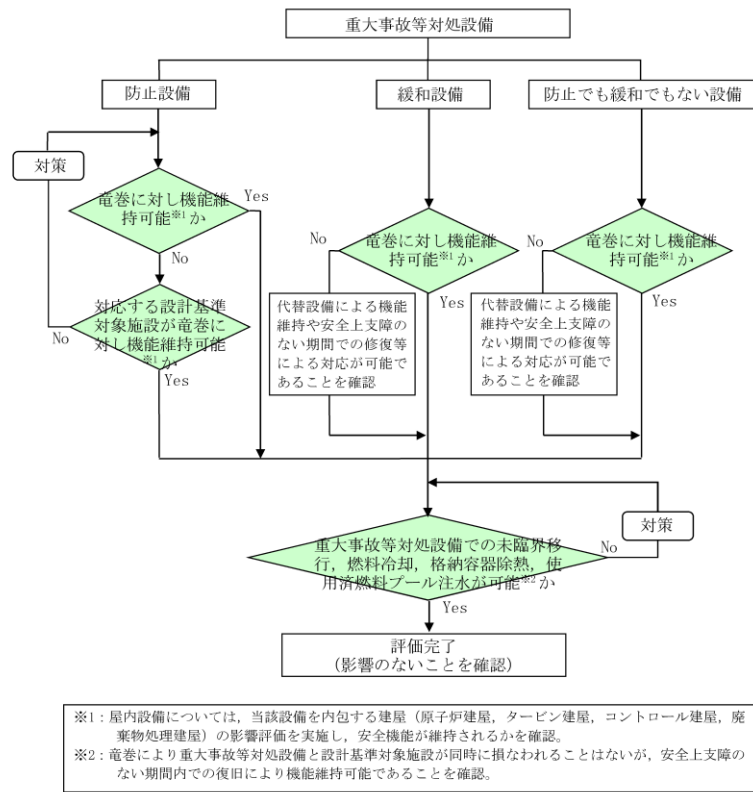 重大事故等対処設備
防止設備
緩和設備
防止でも緩和でもない設備
対策
竜巻に対し機能維
持可能※1か
Yes
No
対応する設計基準
対象施設が竜巻に
対し機能維持可能
※1か
No
Yes
No
竜巻に対し機能維
持可能※1か
Yes
代替設備による機能
維持や安全上支障の
ない期間での修復等
による対応が可能で
あることを確認
No
竜巻に対し機能維
持可能※1か
Yes
代替設備による機能
維持や安全上支障の
ない期間での修復等
による対応が可能で
あることを確認
対策
重大事故等対処設備での未臨界移
行，燃料冷却，格納容器除熱，使
用済燃料プール注水が可能※2か
No
Yes
評価完了
（影響のないことを確認）
※1：屋内設備については，当該設備を内包する建屋（原子炉建屋，タービン建屋，コントロール建屋，廃
棄物処理建屋）の影響評価を実施し，安全機能が維持されるかを確認。
※2：竜巻により重大事故等対処設備と設計基準対象施設が同時に損なわれることはないが，安全上支障の
ない期間内での復旧により機能維持可能であることを確認。